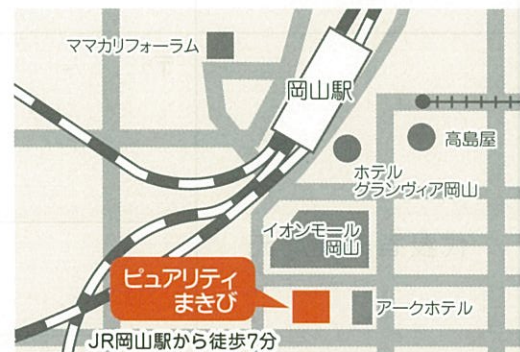 ママカリフォーラム
岡山駅
高島屋
ホテル
グランヴィア岡山
イオンモール
岡山
ピュアリティ
まきび
アークホテル
JR岡山駅から徒歩7分